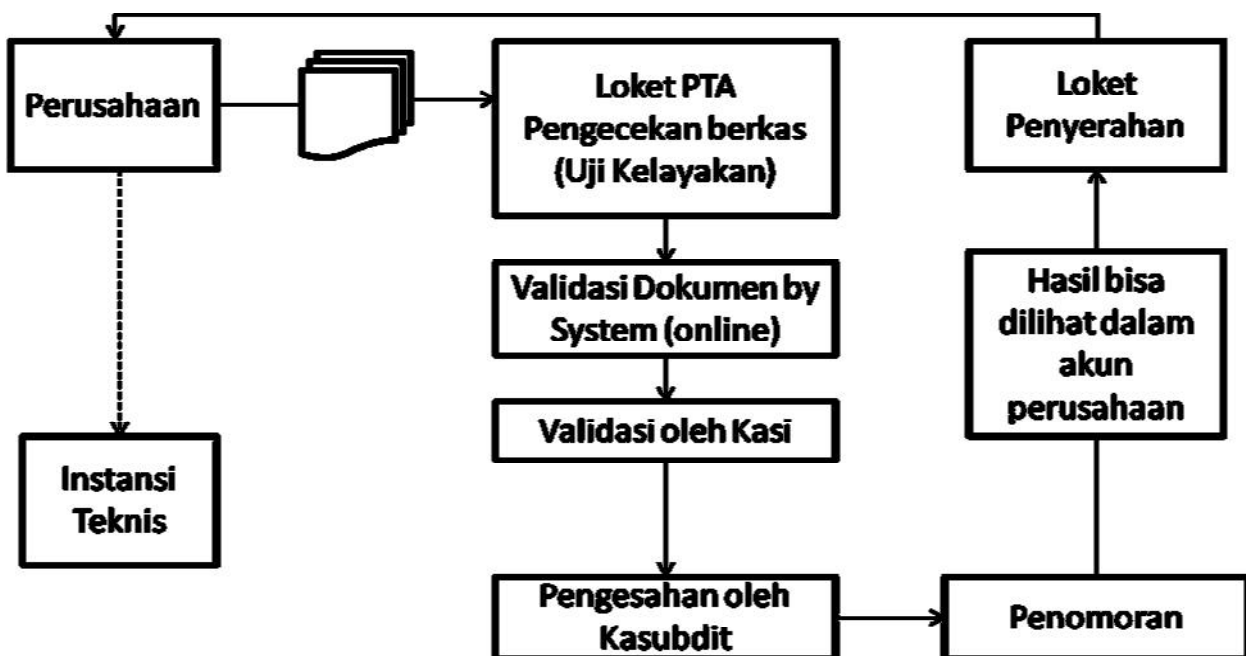 Perusahaan
Loket PTA
Pengecekan berkas
(Uji Kelayakan)
Loket
Penyerahan
Validasi Dokumen by
System (online)
Hasil bisa
dilihat dalam
akun
perusahaan
Validasi oleh Kasi
Instansi
Teknis
Pengesahan oleh
Kasubdit
Penomoran